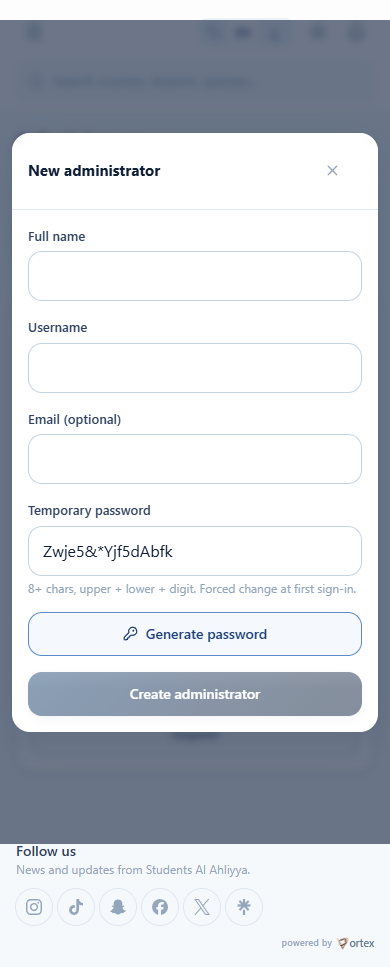 New administrator
Full name
Username
Email (optional)
Temporary password
Zwje5&*Yjf5dAbfk
8+ chars, upper + lower + digit. Forced change at first sign-in.
Generate password
Create administrator
Follow us
News and updates from Students Al Ahliyya.
powered by Vortex